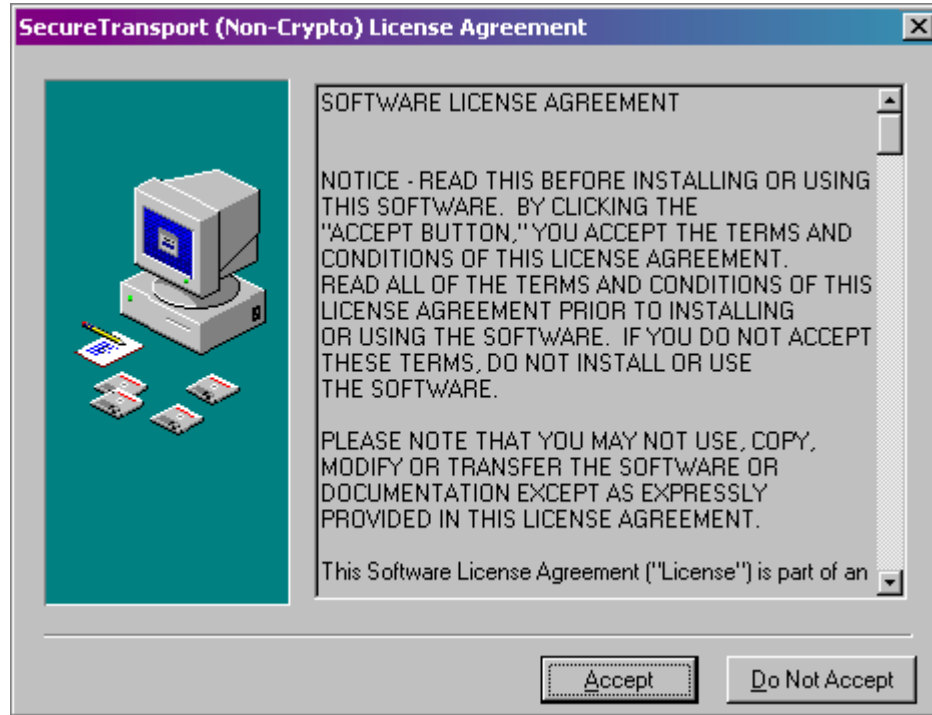 SecureTransport (Non-Crypto) License Agreement
SOFTWARE LICENSE AGREEMENT
NOTICE - READ THIS BEFORE INSTALLING OR USING
THIS SOFTWARE.  BY CLICKING THE
"ACCEPT BUTTON," YOU ACCEPT THE TERMS AND
CONDITIONS OF THIS LICENSE AGREEMENT.
READ ALL OF THE TERMS AND CONDITIONS OF THIS
LICENSE AGREEMENT PRIOR TO INSTALLING
OR USING THE SOFTWARE.  IF YOU DO NOT ACCEPT
THESE TERMS, DO NOT INSTALL OR USE
THE SOFTWARE.
PLEASE NOTE THAT YOU MAY NOT USE, COPY,
MODIFY OR TRANSFER THE SOFTWARE OR
DOCUMENTATION EXCEPT AS EXPRESSLY
PROVIDED IN THIS LICENSE AGREEMENT.
This Software License Agreement ("License") is part of an
Accept
Do Not Accept